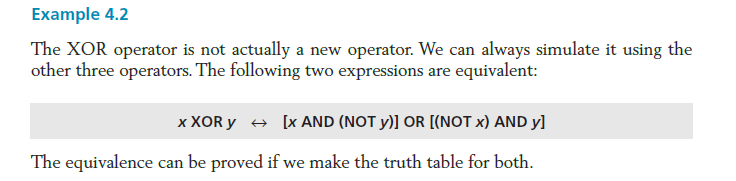 Example 4.2
The XOR operator is not actually a new operator. We can always simulate it using the
other three operators. The following two expressions are equivalent:
x XOR y ↔ [x AND (NOT y)] OR [(NOT x) AND y]
The equivalence can be proved if we make the truth table for both.